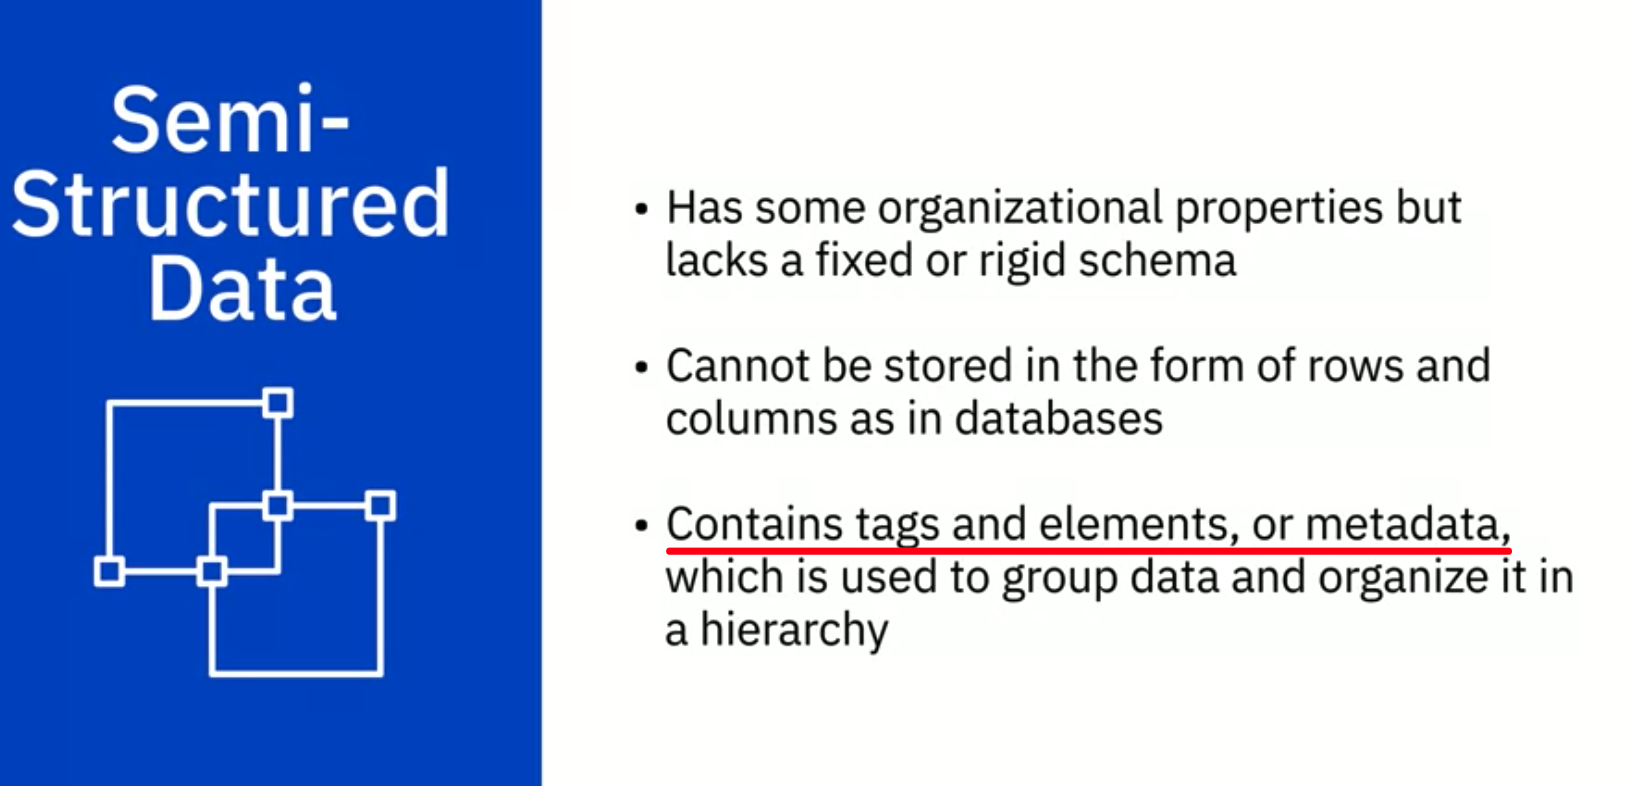 Semi-
Structured
Data
• Has some organizational properties but
lacks a fixed or rigid schema
• Cannot be stored in the form of rows and
columns as in databases
• Contains tags and elements, or metadata,
which is used to group data and organize it in
a hierarchy